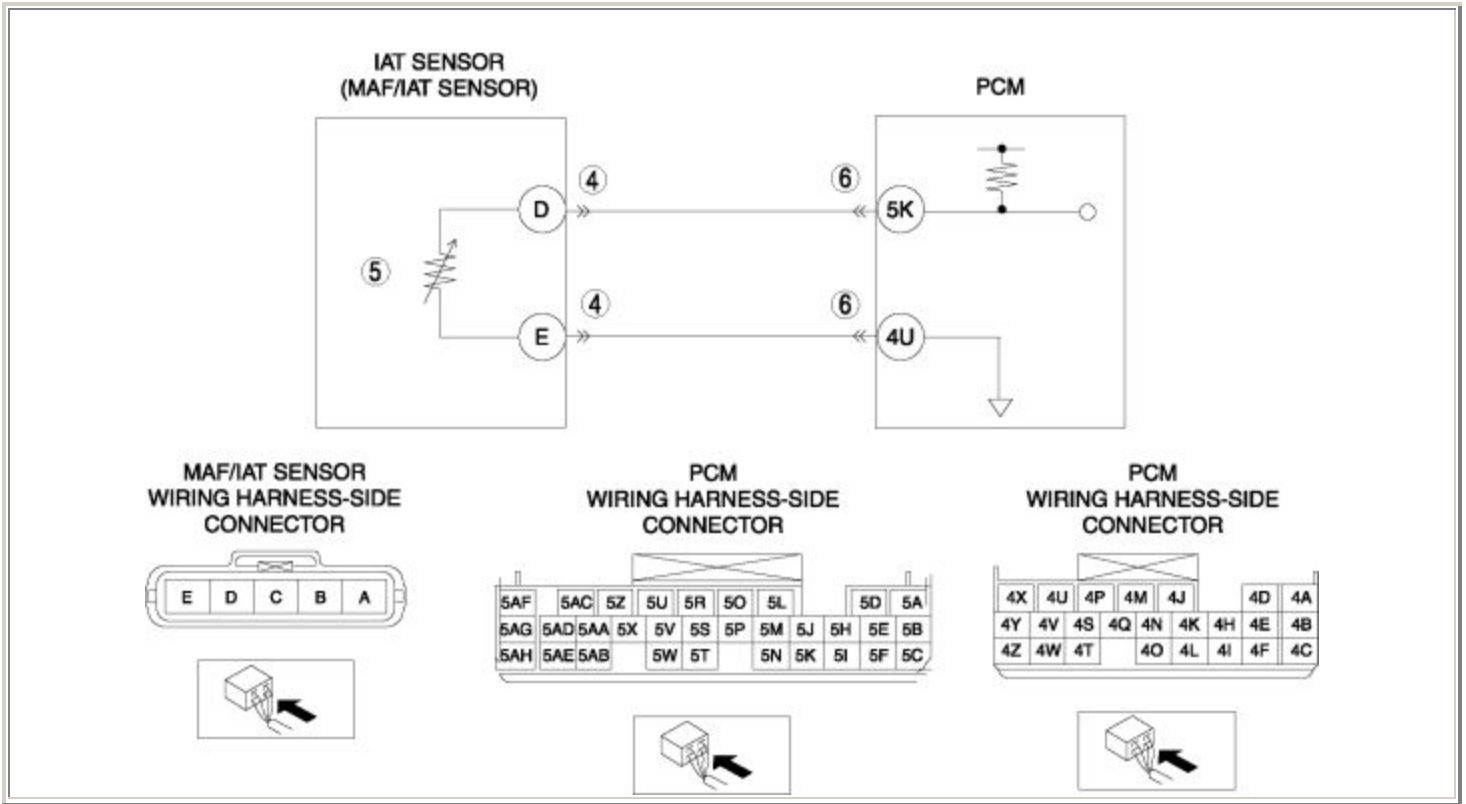 IAT SENSOR
(MAF/IAT SENSOR)
PCM
4
6
D
5K
5
4
6
E
4U
MAF/IAT SENSOR
WIRING HARNESS-SIDE
CONNECTOR
E D C B A
PCM
WIRING HARNESS-SIDE
CONNECTOR
5AF 5AC 5Z 5U 5R 5O 5L 5D 5A
5AG 5AD 5AA 5X 5V 5S 5P 5M 5J 5H 5E 5B
5AH 5AE 5AB 5W 5T 5N 5K 5I 5F 5C
PCM
WIRING HARNESS-SIDE
CONNECTOR
4X 4U 4P 4M 4J 4D 4A
4Y 4V 4S 4Q 4N 4K 4H 4E 4B
4Z 4W 4T 4O 4L 4I 4F 4C